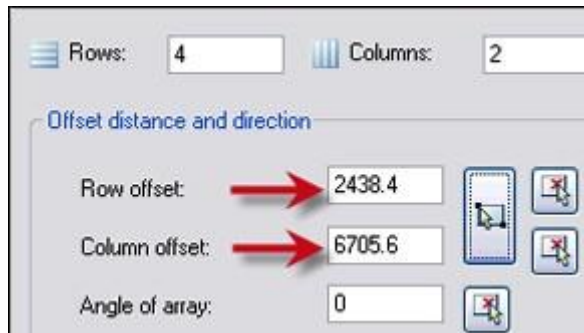 Rows: 4 Columns: 2
Offset distance and direction
Row offset: 2438.4
Column offset: 6705.6
Angle of array: 0